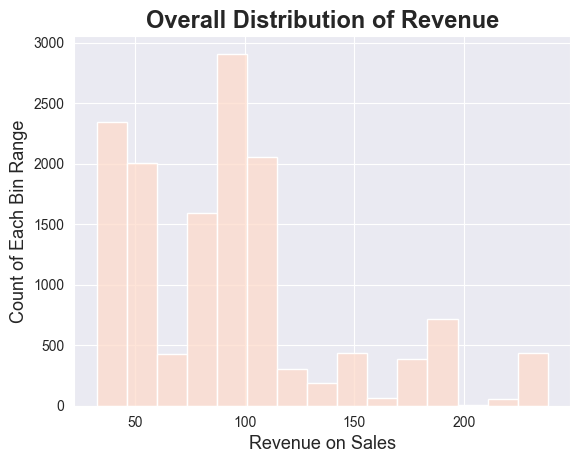 Overall Distribution of Revenue
3000
2500
2000
1500
1000
500
0
Count of Each Bin Range
50 100 150 200
Revenue on Sales